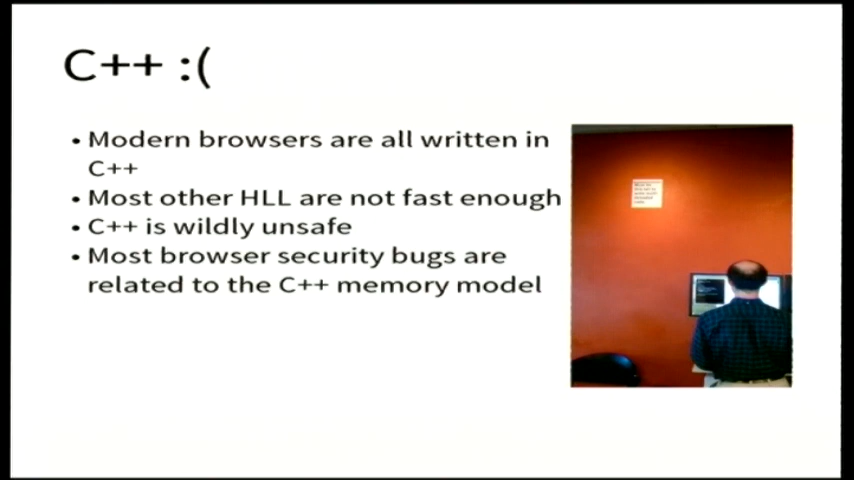 C++ :(
• Modern browsers are all written in
C++
• Most other HLL are not fast enough
• C++ is wildly unsafe
• Most browser security bugs are
related to the C++ memory model